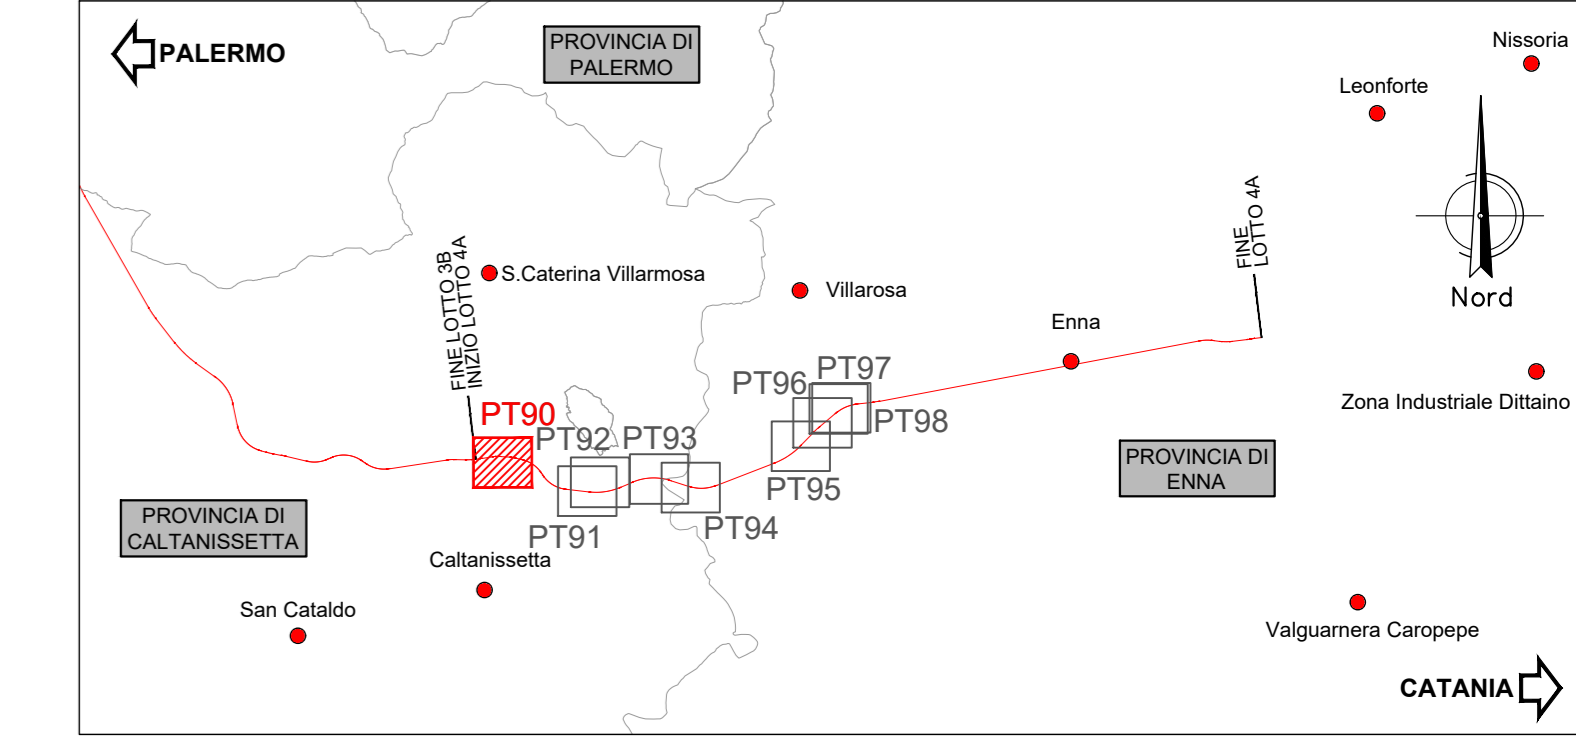 PALERMO
PROVINCIA DI
PALERMO
Nissoria
Leonforte
FINE LOTTO 3B
INIZIO LOTTO 4A
S.Caterina Villarmosa
Villarosa
FINE
LOTTO 4A
Nord
Enna
Zona Industriale Dittaino
PT90
PT92
PT93
PT96
PT97
PT98
PT95
PT91
PT94
PROVINCIA DI
ENNA
PROVINCIA DI
CALTANISSETTA
Caltanissetta
San Cataldo
Valguarnera Caropepe
CATANIA